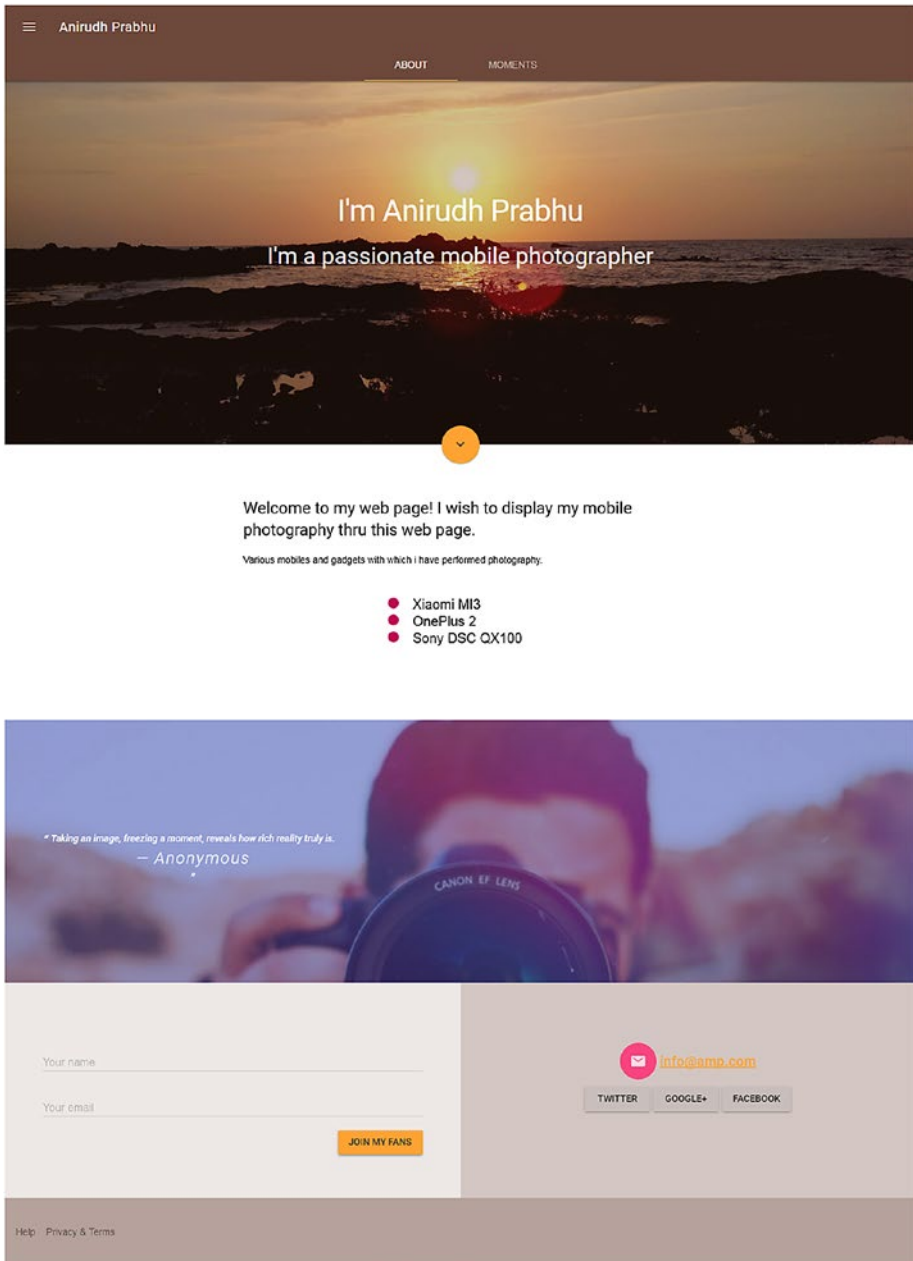 Anirudh Prabhu
ABOUT MOMENTS
I'm Anirudh Prabhu
I'm a passionate mobile photographer
Welcome to my web page! I wish to display my mobile
photography thru this web page.
Various mobiles and gadgets with which i have performed photography.
Xiaomi MI3
OnePlus 2
Sony DSC QX100
“ Taking an image, freezing a moment, reveals how rich reality truly is.
— Anonymous
”
CANON EF LENS
Your name
Your email
JOIN MY FANS
info@amp.com
TWITTER GOOGLE+ FACEBOOK
Help Privacy & Terms